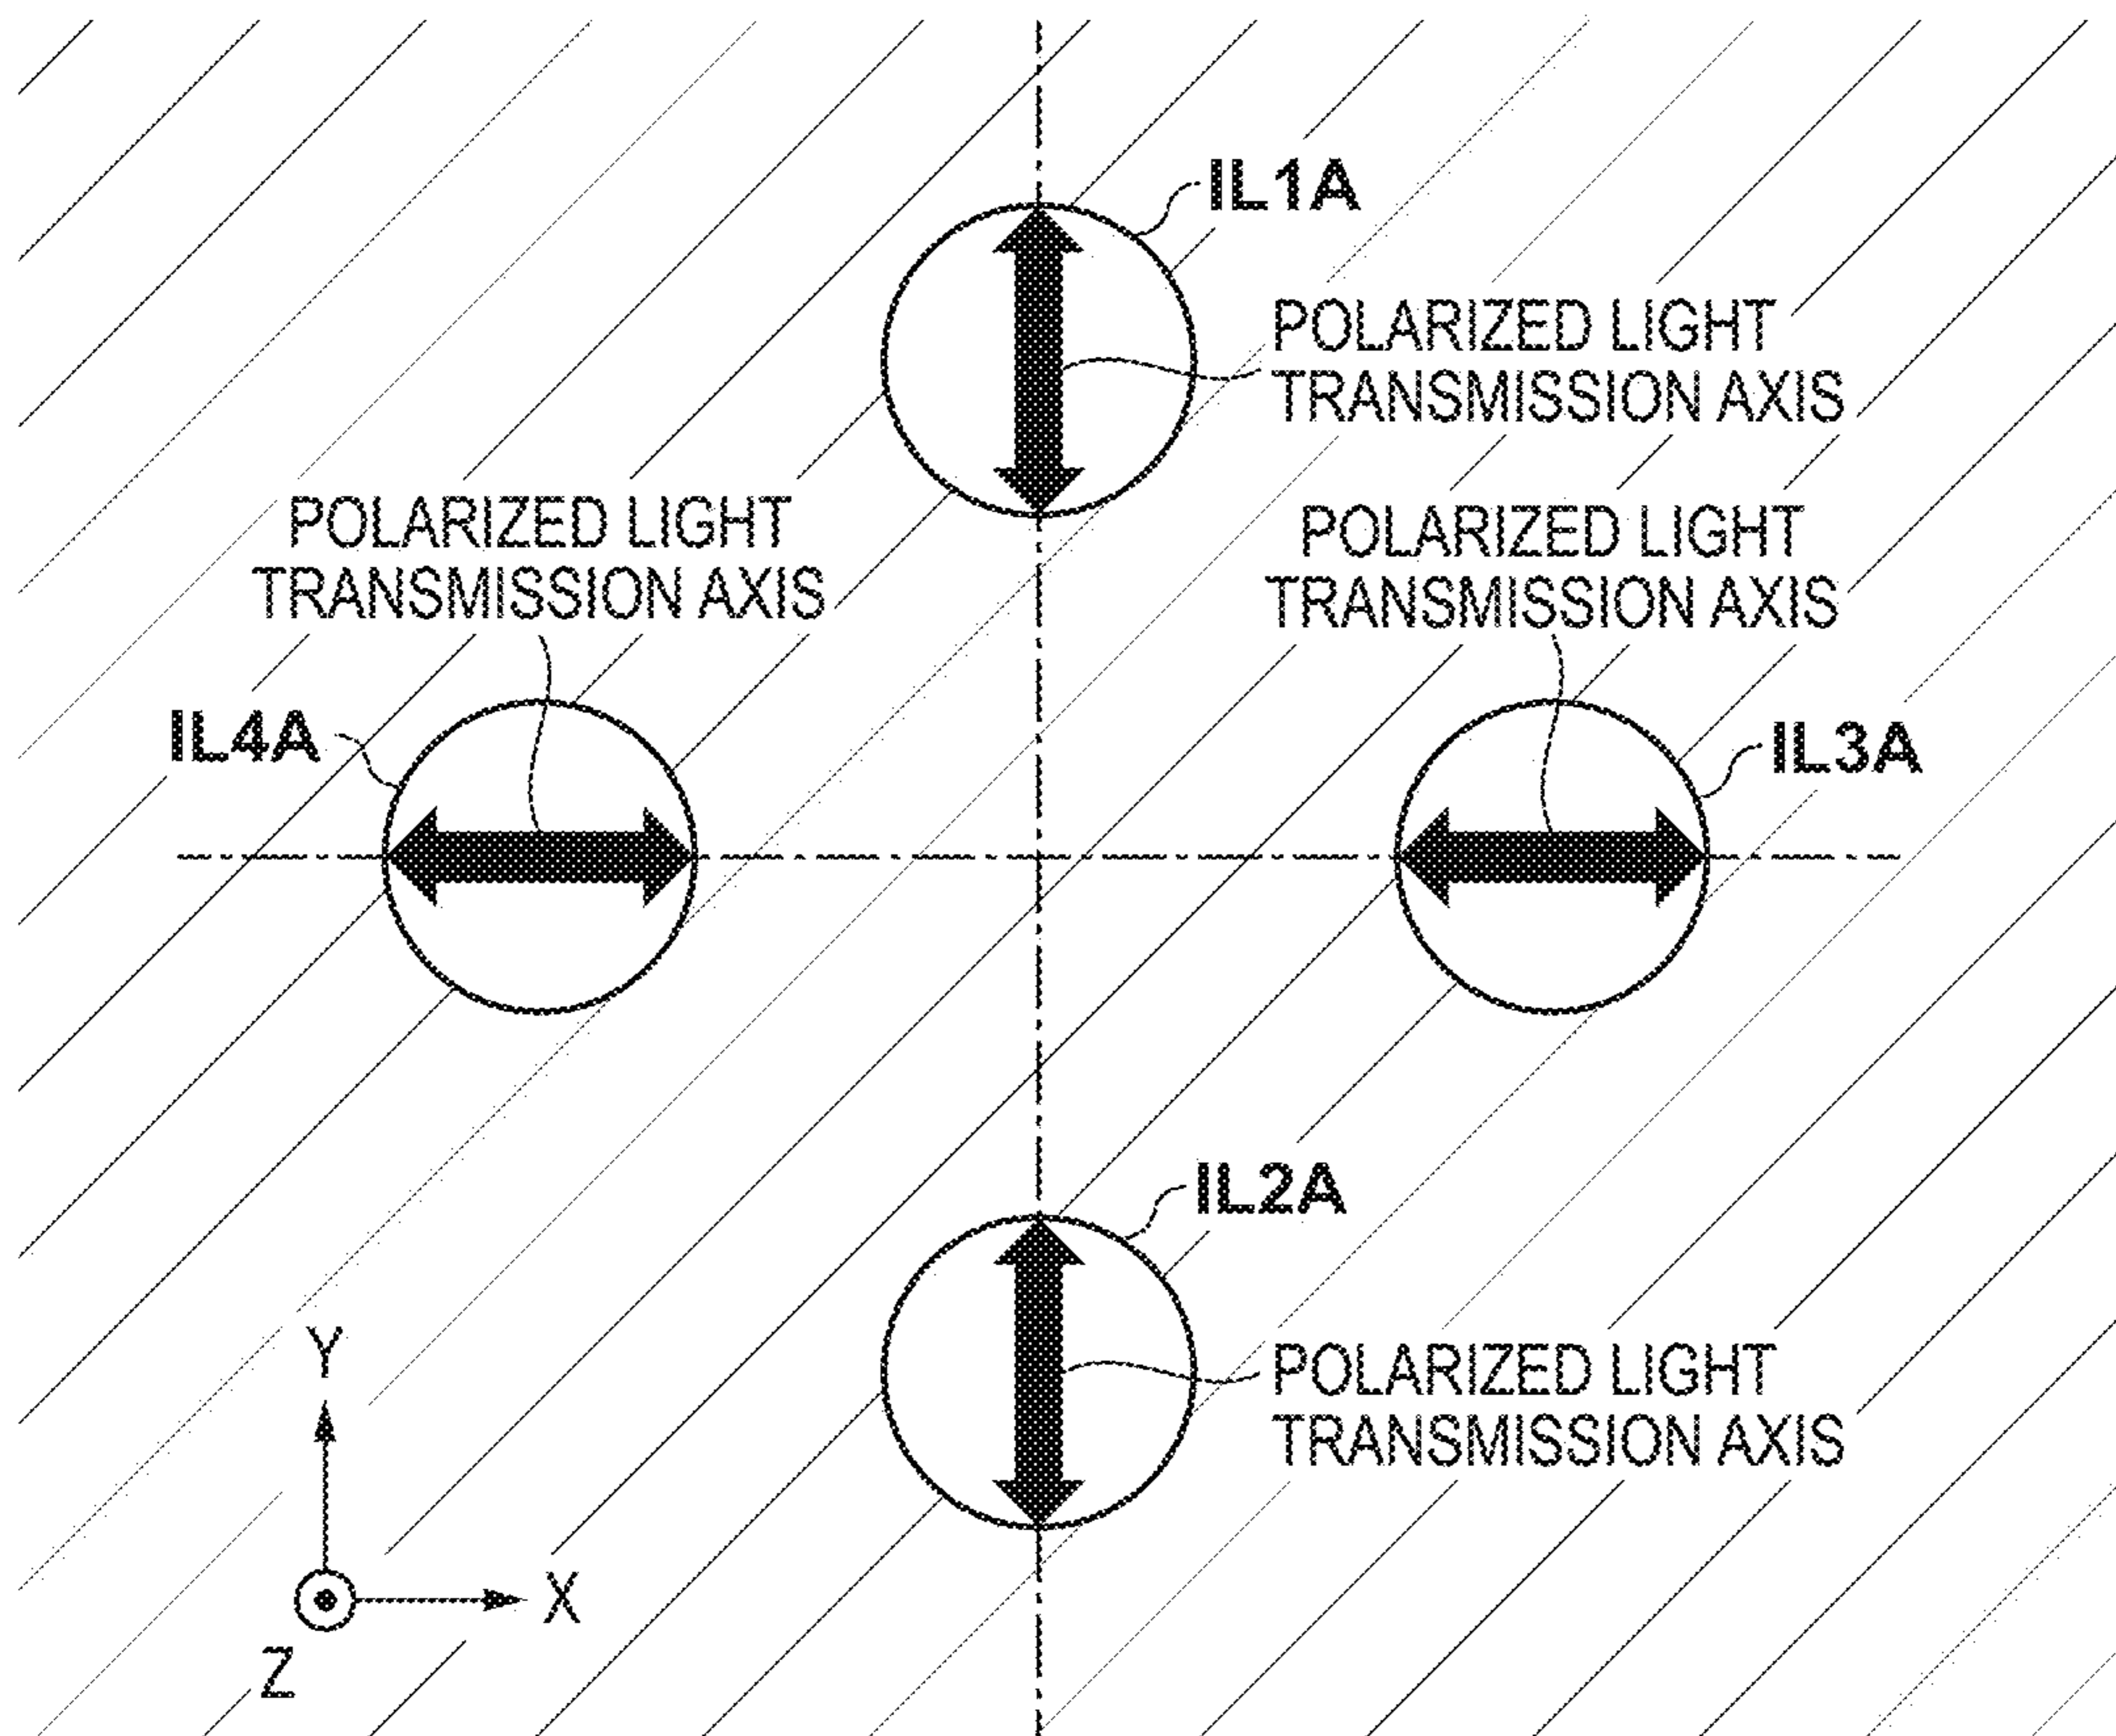 IL1A
POLARIZED LIGHT
TRANSMISSION AXIS
POLARIZED LIGHT
TRANSMISSION AXIS
POLARIZED LIGHT
TRANSMISSION AXIS
IL4A
IL3A
IL2A
POLARIZED LIGHT
TRANSMISSION AXIS
Y
X
Z